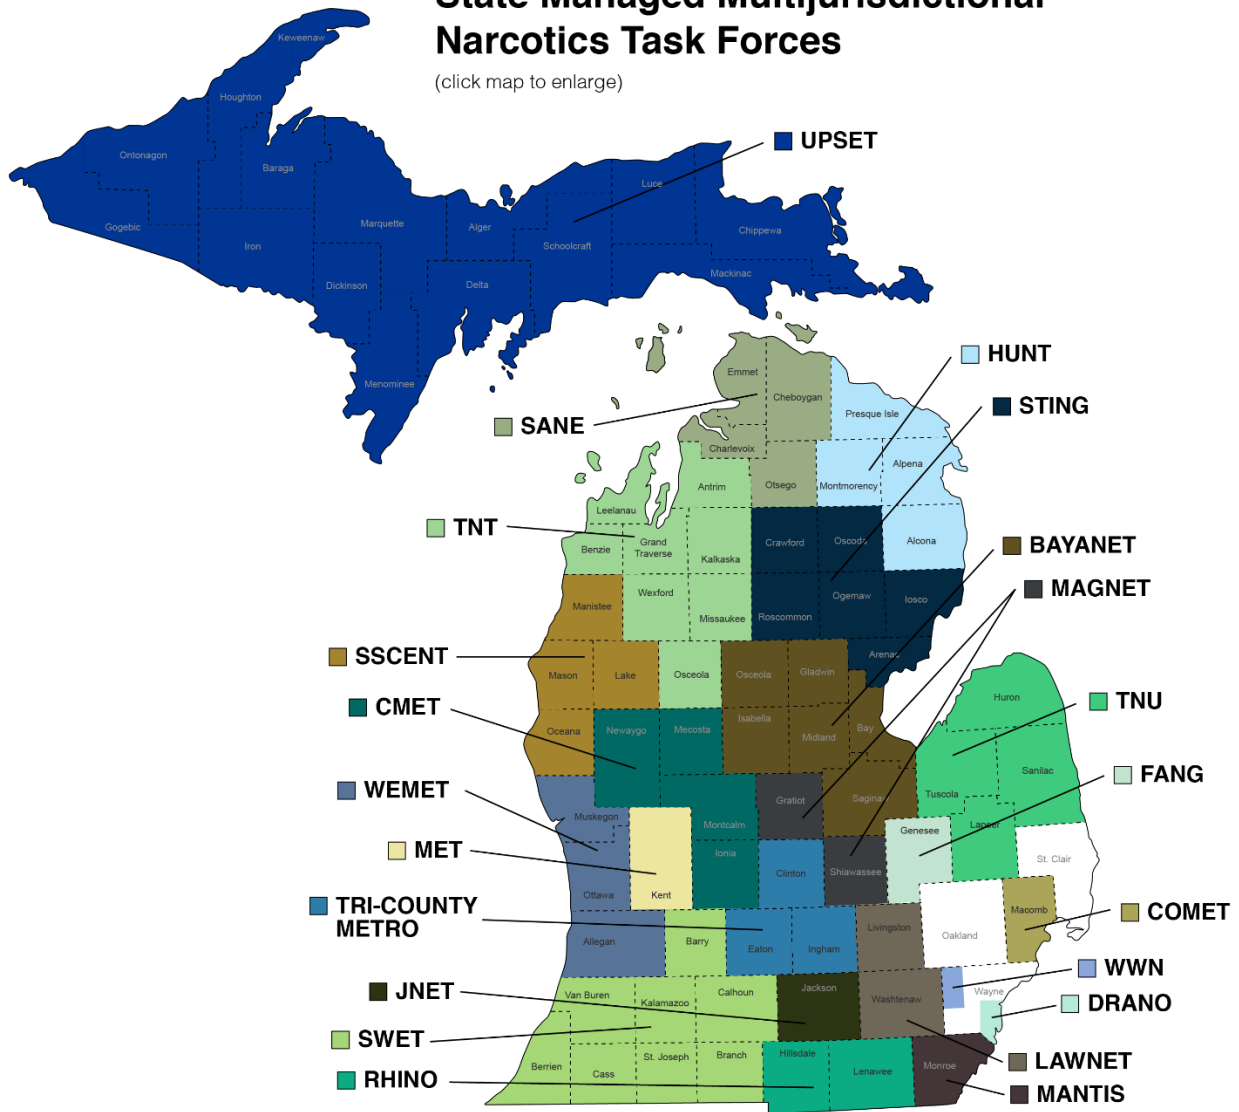 State Managed Multijurisdictional
Narcotics Task Forces
(click map to enlarge)
Keweenaw
Houghton
Ontonagon
Baraga
Gogebic
Iron
Marquette
Dickinson
Menominee
Alger
Delta
Schoolcraft
Luce
Chippewa
Mackinac
UPSET
HUNT
STING
SANE
Emmet
Cheboygan
Presque Isle
Charlevoix
Otsego
Montmorency
Alpena
TNT
Leelanau
Antrim
Benzie
Grand
Traverse
Kalkaska
Crawford
Oscoda
Alcona
BAYANET
MAGNET
Manistee
Wexford
Missaukee
Roscommon
Ogemaw
Iosco
SSCENT
Mason
Lake
Osceola
Osceola
Gladwin
Arenac
CMET
Oceana
Newaygo
Mecosta
Isabella
Midland
Bay
Huron
TNU
Tuscola
Sanilac
FANG
WEMET
Muskegon
Montcalm
Gratiot
Saginaw
Genesee
Lapeer
St. Clair
MET
Ottawa
Kent
Ionia
Clinton
Shiawassee
TRI-COUNTY
METRO
Allegan
Barry
Eaton
Ingham
Livingston
Oakland
Macomb
COMET
WWN
DRANO
JNET
Van Buren
Kalamazoo
Calhoun
Jackson
Washtenaw
Wayne
SWET
Berrien
Cass
St. Joseph
Branch
Hillsdale
Lenawee
Monroe
LAWNET
RHINO
MANTIS